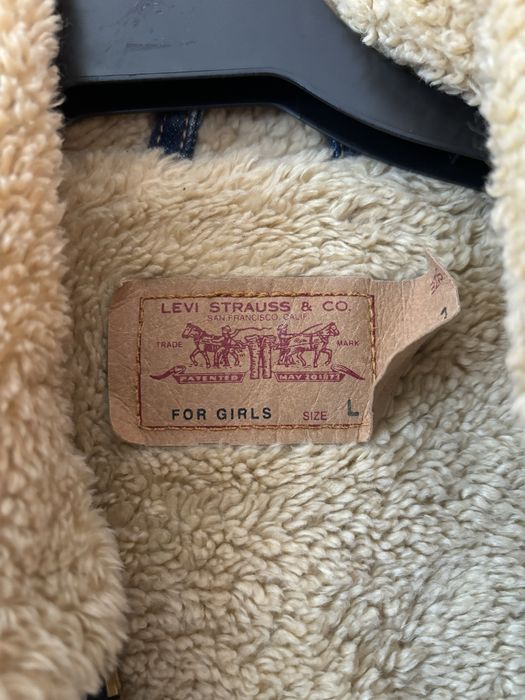 LEVI STRAUSS & CO.
SAN FRANCISCO, CALIF.
TRADE MARK
PATENTED MAY 20 1873
FOR GIRLS SIZE L